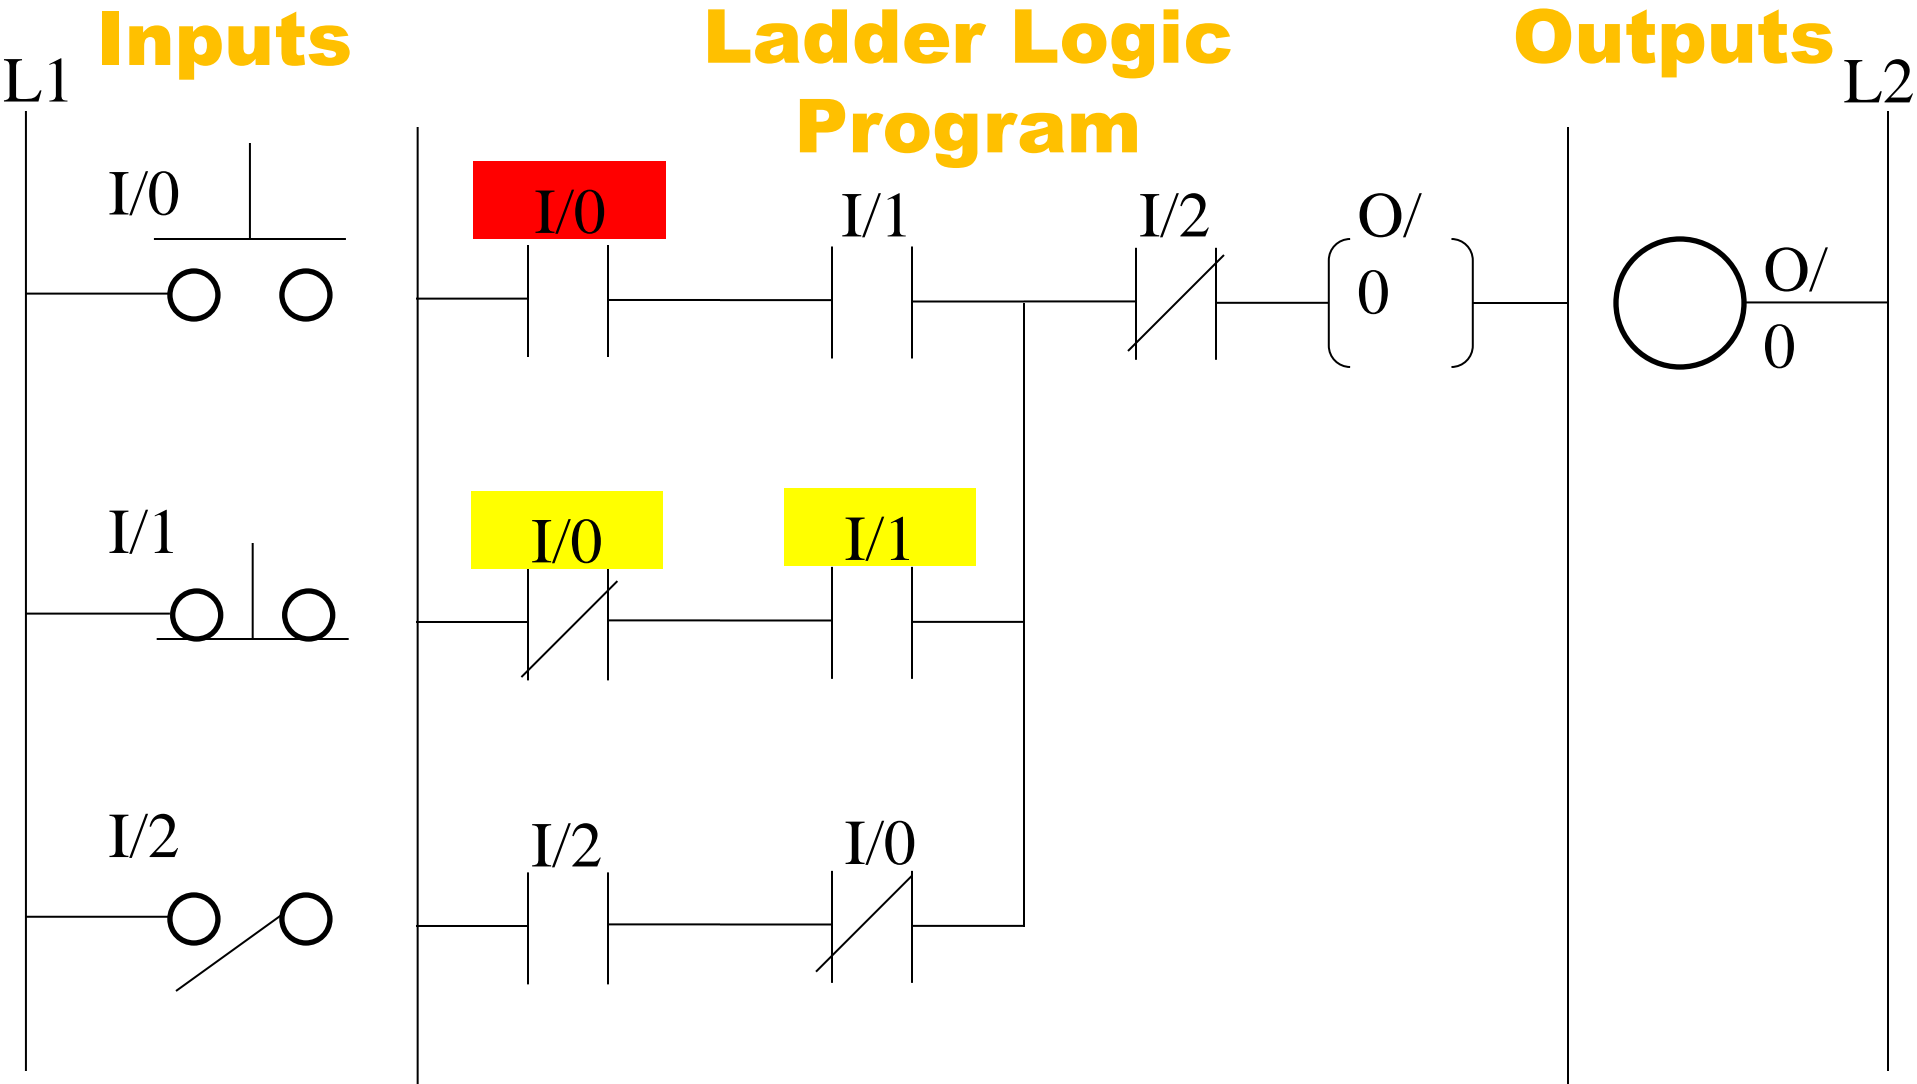 Inputs
Ladder Logic
Program
Outputs
L1
L2
I/0
I/0
I/1
I/2
O/
0
O/
0
I/1
I/0
I/1
I/2
I/2
I/0